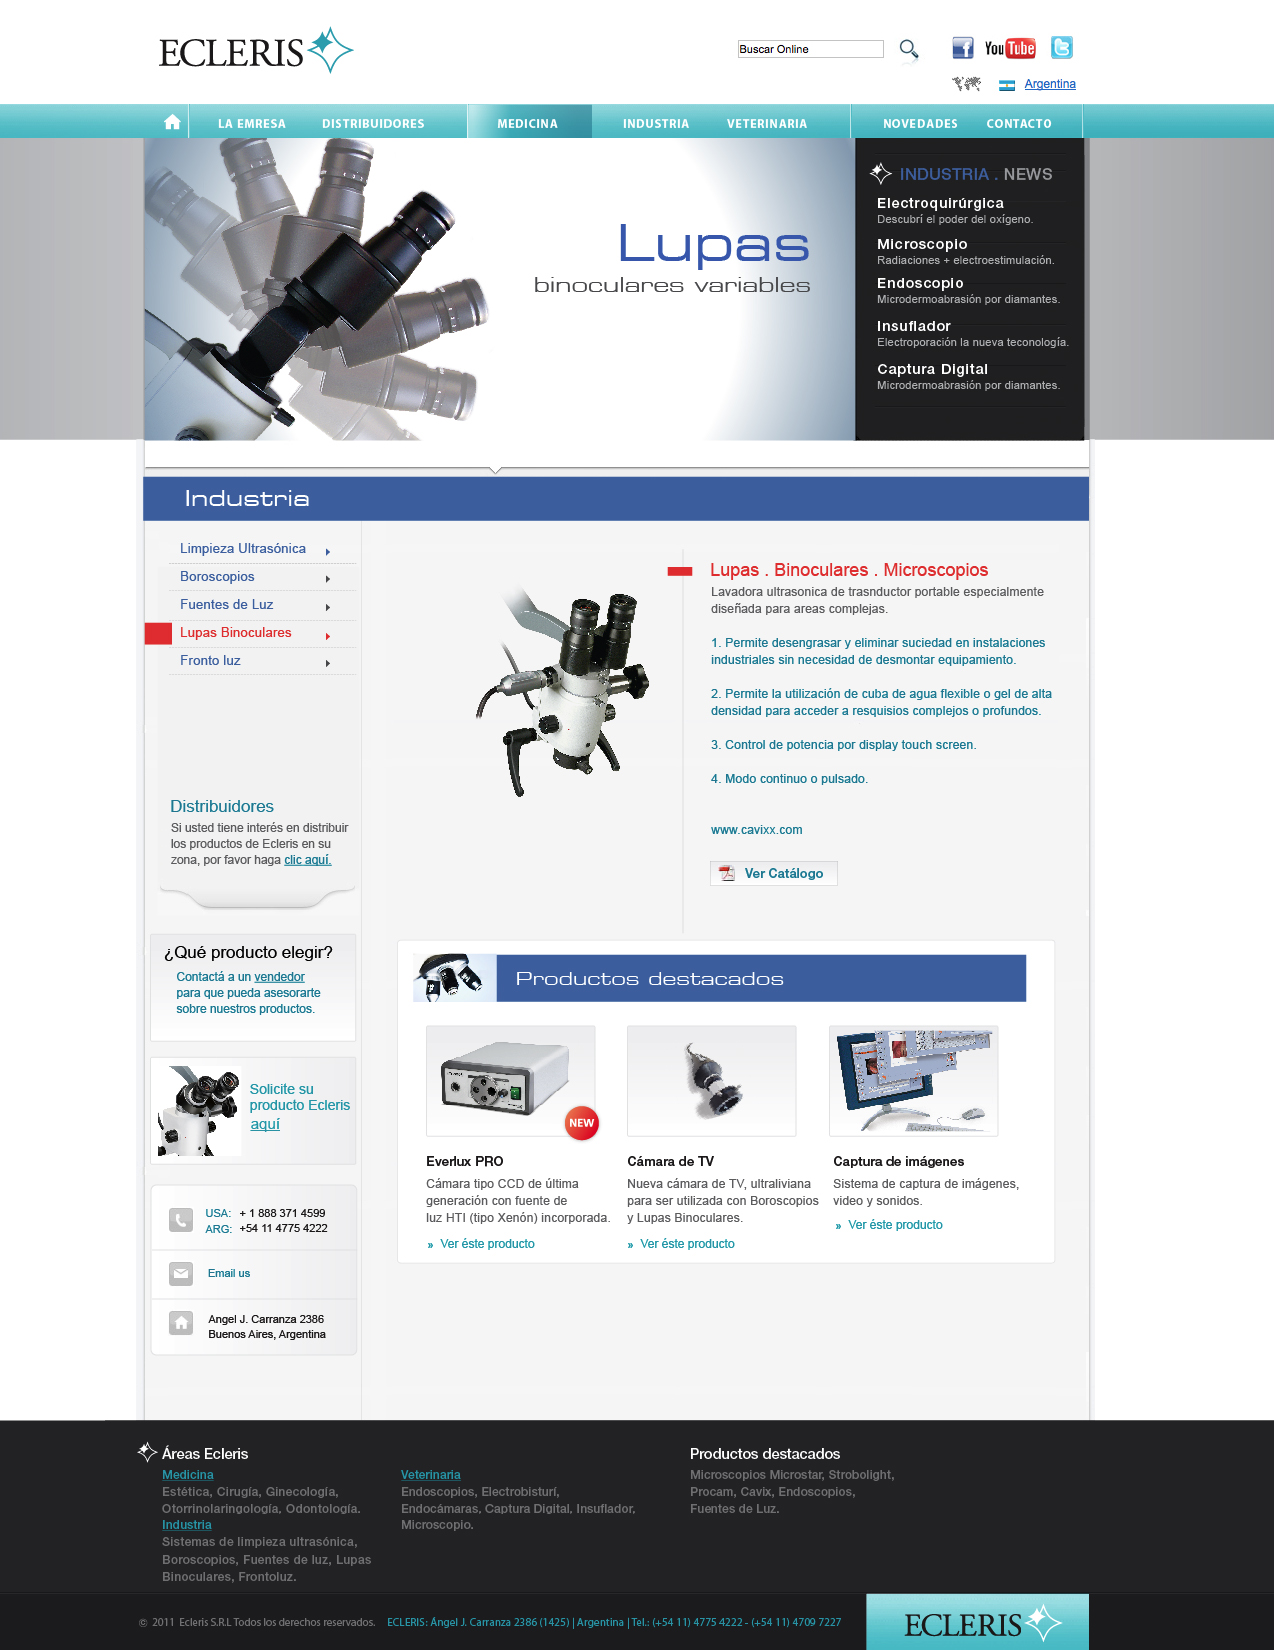 ECLERIS
Buscar Online
You Tube
Argentina
LA EMRESA
DISTRIBUIDORES
MEDICINA
INDUSTRIA
VETERINARIA
NOVEDADES
CONTACTO
Lupas
binoculares variables
INDUSTRIA . NEWS
Electroquirúrgica
Descubrí el poder del oxígeno.
Microscopio
Radiaciones + electroestimulación.
Endoscopio
Microdermoabrasión por diamantes.
Insuflador
Electroporación la nueva teconología.
Captura Digital
Microdermoabrasión por diamantes.
Industria
Limpieza Ultrasónica
Boroscopios
Fuentes de Luz
Lupas Binoculares
Fronto luz
Lupas . Binoculares . Microscopios
Lavadora ultrasonica de trasnductor portable especialmente
diseñada para areas complejas.
1. Permite desengrasar y eliminar suciedad en instalaciones
industriales sin necesidad de desmontar equipamiento.
2. Permite la utilización de cuba de agua flexible o gel de alta
densidad para acceder a resquisios complejos o profundos.
3. Control de potencia por display touch screen.
4. Modo continuo o pulsado.
www.cavixx.com
Ver Catálogo
Distribuidores
Si usted tiene interés en distribuir
los productos de Ecleris en su
zona, por favor haga clic aquí.
¿Qué producto elegir?
Contactá a un vendedor
para que pueda asesorarte
sobre nuestros productos.
Solicite su
producto Ecleris
aquí
USA: + 1 888 371 4599
ARG: +54 11 4775 4222
Email us
Angel J. Carranza 2386
Buenos Aires, Argentina
Productos destacados
NEW
Everlux PRO
Cámara tipo CCD de última
generación con fuente de
luz HTI (tipo Xenón) incorporada.
» Ver éste producto
Cámara de TV
Nueva cámara de TV, ultraliviana
para ser utilizada con Boroscopios
y Lupas Binoculares.
» Ver éste producto
Captura de imágenes
Sistema de captura de imágenes,
video y sonidos.
» Ver éste producto
Áreas Ecleris
Medicina
Estética, Cirugía, Ginecología,
Otorrinolaringología, Odontología.
Industria
Sistemas de limpieza ultrasónica,
Boroscopios, Fuentes de luz, Lupas
Binoculares, Frontoluz.
Veterinaria
Endoscopios, Electrobisturí,
Endocámaras, Captura Digital, Insuflador,
Microscopio.
Productos destacados
Microscopios Microstar, Strobolight,
Procam, Cavix, Endoscopios,
Fuentes de Luz.
© 2011 Ecleris S.R.L Todos los derechos reservados.
ECLERIS: Ángel J. Carranza 2386 (1425) | Argentina | Tel.: (+54 11) 4775 4222 - (+54 11) 4709 7227
ECLERIS